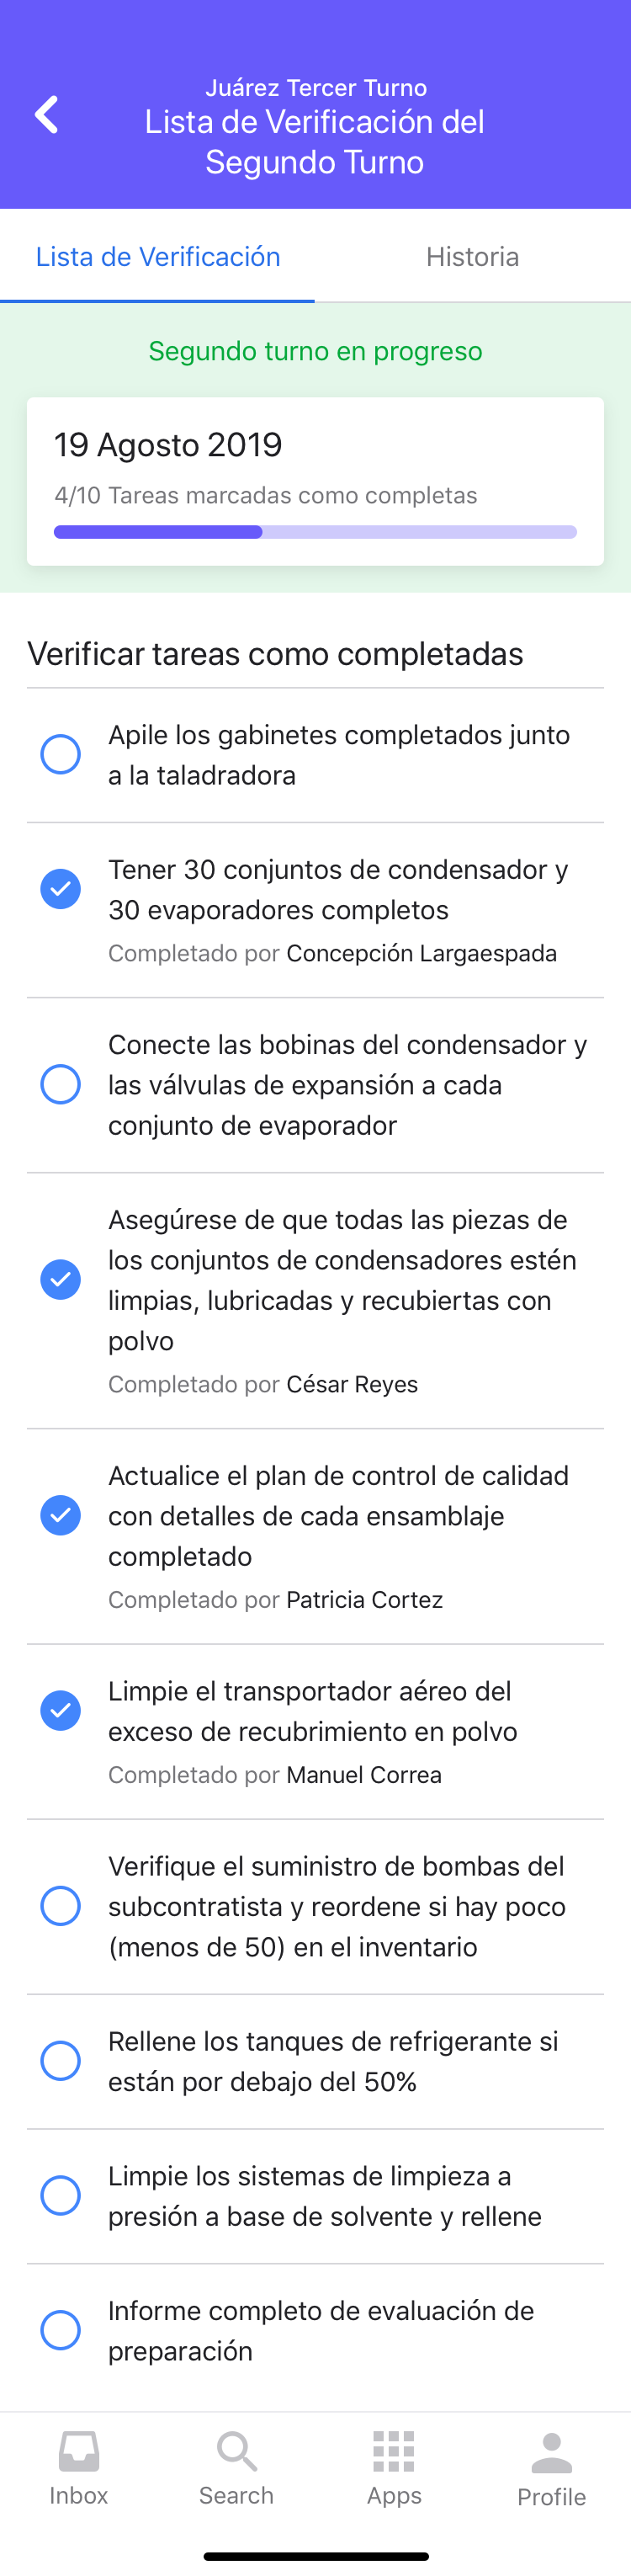 Juárez Tercer Turno
Lista de Verificación del
Segundo Turno
Lista de Verificación
Historia
Segundo turno en progreso
19 Agosto 2019
4/10 Tareas marcadas como completas
Verificar tareas como completadas
Apile los gabinetes completados junto
a la taladradora
Tener 30 conjuntos de condensador y
30 evaporadores completos
Completado por Concepción Largaespada
Conecte las bobinas del condensador y
las válvulas de expansión a cada
conjunto de evaporador
Asegúrese de que todas las piezas de
los conjuntos de condensadores estén
limpias, lubricadas y recubiertas con
polvo
Completado por César Reyes
Actualice el plan de control de calidad
con detalles de cada ensamblaje
completado
Completado por Patricia Cortez
Limpie el transportador aéreo del
exceso de recubrimiento en polvo
Completado por Manuel Correa
Verifique el suministro de bombas del
subcontratista y reordene si hay poco
(menos de 50) en el inventario
Rellene los tanques de refrigerante si
están por debajo del 50%
Limpie los sistemas de limpieza a
presión a base de solvente y rellene
Informe completo de evaluación de
preparación
Inbox
Search
Apps
Profile